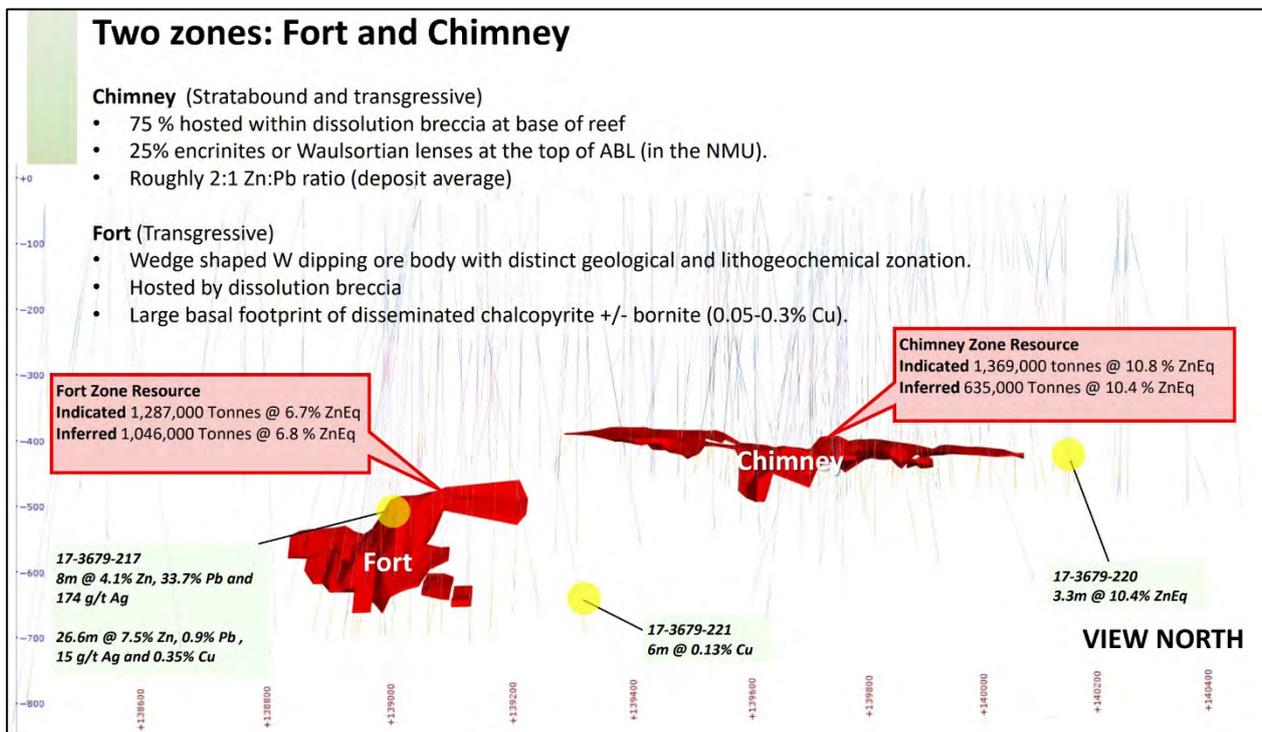 Two zones: Fort and Chimney
Chimney (Stratabound and transgressive)
• 75 % hosted within dissolution breccia at base of reef
• 25% encrinites or Waulsortian lenses at the top of ABL (in the NMU).
• Roughly 2:1 Zn:Pb ratio (deposit average)
Fort (Transgressive)
• Wedge shaped W dipping ore body with distinct geological and lithogeochemical zonation.
• Hosted by dissolution breccia
• Large basal footprint of disseminated chalcopyrite +/- bornite (0.05-0.3% Cu).
+0
−100
−200
−300
−400
−500
−600
−700
−800
Chimney Zone Resource
Indicated 1,369,000 tonnes @ 10.8 % ZnEq
Inferred 635,000 Tonnes @ 10.4 % ZnEq
Fort Zone Resource
Indicated 1,287,000 Tonnes @ 6.7% ZnEq
Inferred 1,046,000 Tonnes @ 6.8 % ZnEq
Chimney
Fort
17-3679-217
8m @ 4.1% Zn, 33.7% Pb and
174 g/t Ag
26.6m @ 7.5% Zn, 0.9% Pb ,
15 g/t Ag and 0.35% Cu
17-3679-221
6m @ 0.13% Cu
17-3679-220
3.3m @ 10.4% ZnEq
VIEW NORTH
+138600
+138800
+139000
+139200
+139400
+139600
+139800
+140000
+140200
+140400